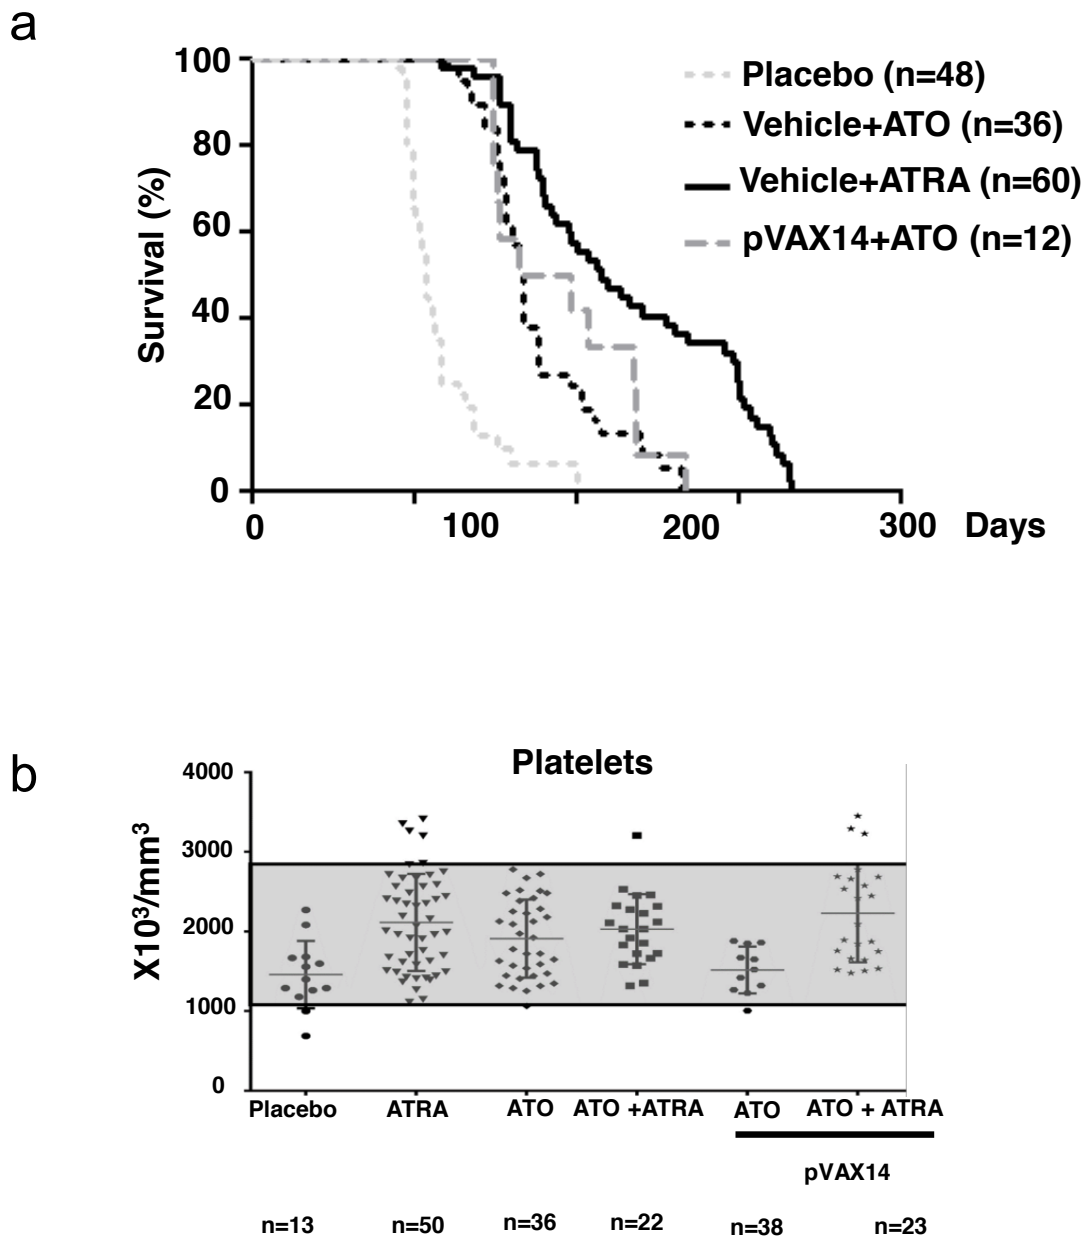 a
100
80
60
40
20
0
Survival (%)
Placebo (n=48)
Vehicle+ATO (n=36)
Vehicle+ATRA (n=60)
pVAX14+ATO (n=12)
0 100 200 300 Days
b
Platelets
4000
3000
2000
1000
0
X10³/mm³
Placebo ATRA ATO ATO +ATRA ATO ATO + ATRA
pVAX14
n=13 n=50 n=36 n=22 n=38 n=23